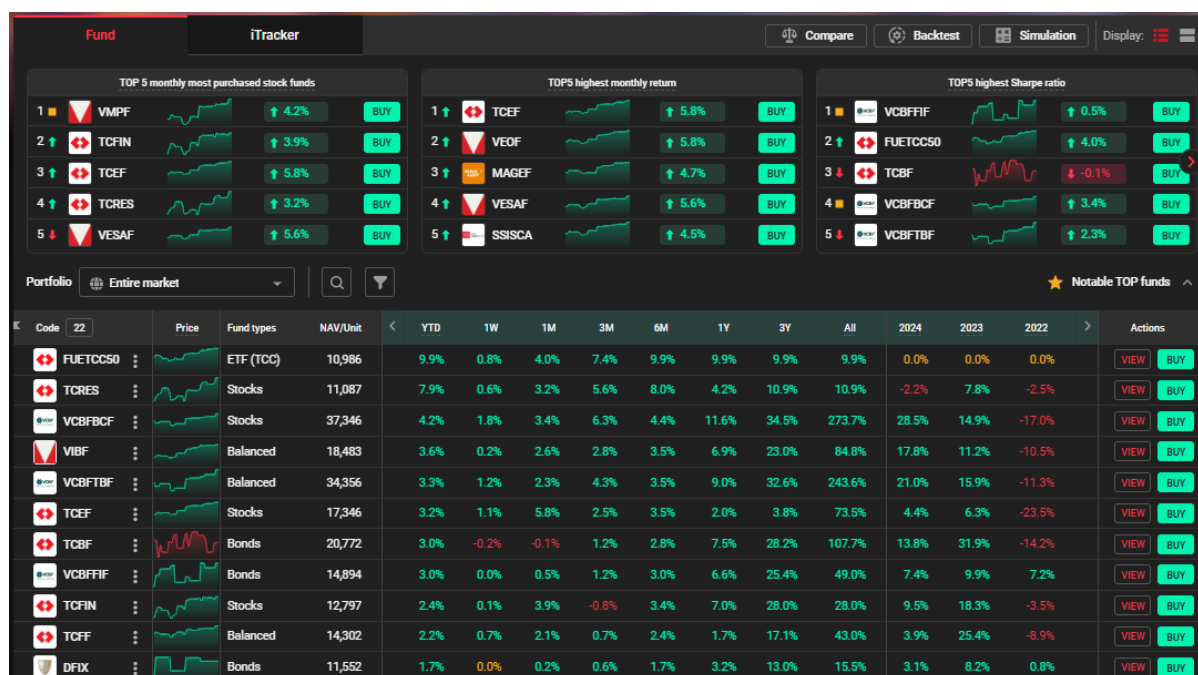 Fund iTracker Compare Backtest Simulation Display:
TOP 5 monthly most purchased stock funds
1 VMPF 4.2% BUY
2 TCFIN 3.9% BUY
3 TCEF 5.8% BUY
4 TCRES 3.2% BUY
5 VESAF 5.6% BUY
TOP5 highest monthly return
1 TCEF 5.8% BUY
2 VEOF 5.8% BUY
3 MAGEF 4.7% BUY
4 VESAF 5.6% BUY
5 SSISCA 4.5% BUY
TOP5 highest Sharpe ratio
1 VCBFFIF 0.5% BUY
2 FUETCC50 4.0% BUY
3 TCBF -0.1% BUY
4 VCBFBCF 3.4% BUY
5 VCBFTBF 2.3% BUY
Portfolio Entire market Notable TOP funds
Code 22 Price Fund types NAV/Unit YTD 1W 1M 3M 6M 1Y 3Y All 2024 2023 2022 Actions
FUETCC50 ETF (TCC) 10,986 9.9% 0.8% 4.0% 7.4% 9.9% 9.9% 9.9% 9.9% 0.0% 0.0% 0.0% VIEW BUY
TCRES Stocks 11,087 7.9% 0.6% 3.2% 5.6% 8.0% 4.2% 10.9% 10.9% -2.2% 7.8% -2.5% VIEW BUY
VCBFBCF Stocks 37,346 4.2% 1.8% 3.4% 6.3% 4.4% 11.6% 34.5% 273.7% 28.5% 14.9% -17.0% VIEW BUY
VIBF Balanced 18,483 3.6% 0.2% 2.6% 2.8% 3.5% 6.9% 23.0% 84.8% 17.8% 11.2% -10.5% VIEW BUY
VCBFTBF Balanced 34,356 3.3% 1.2% 2.3% 4.3% 3.5% 9.0% 32.6% 243.6% 21.0% 15.9% -11.3% VIEW BUY
TCEF Stocks 17,346 3.2% 1.1% 5.8% 2.5% 3.5% 2.0% 3.8% 73.5% 4.4% 6.3% -23.5% VIEW BUY
TCBF Bonds 20,772 3.0% -0.2% -0.1% 1.2% 2.8% 7.5% 28.2% 107.7% 13.8% 31.9% -14.2% VIEW BUY
VCBFFIF Bonds 14,894 3.0% 0.0% 0.5% 1.2% 3.0% 6.6% 25.4% 49.0% 7.4% 9.9% 7.2% VIEW BUY
TCFIN Stocks 12,797 2.4% 0.1% 3.9% -0.8% 3.4% 7.0% 28.0% 28.0% 9.5% 18.3% -3.5% VIEW BUY
TCFF Balanced 14,302 2.2% 0.7% 2.1% 0.7% 2.4% 1.7% 17.1% 43.0% 3.9% 25.4% -8.9% VIEW BUY
DFIX Bonds 11,552 1.7% 0.0% 0.2% 0.6% 1.7% 3.2% 13.0% 15.5% 3.1% 8.2% 0.8% VIEW BUY